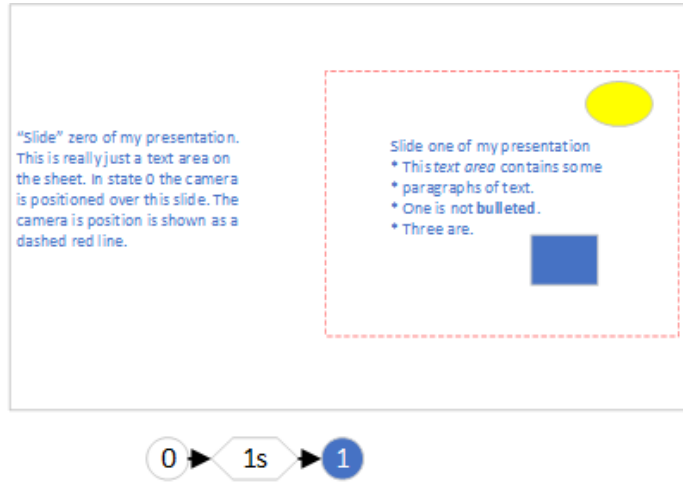 “Slide” zero of my presentation.
This is really just a text area on
the sheet. In state 0 the camera
is positioned over this slide. The
camera is position is shown as a
dashed red line.
Slide one of my presentation
* This text area contains some
* paragraphs of text.
* One is not bulleted.
* Three are.
0
1s
1